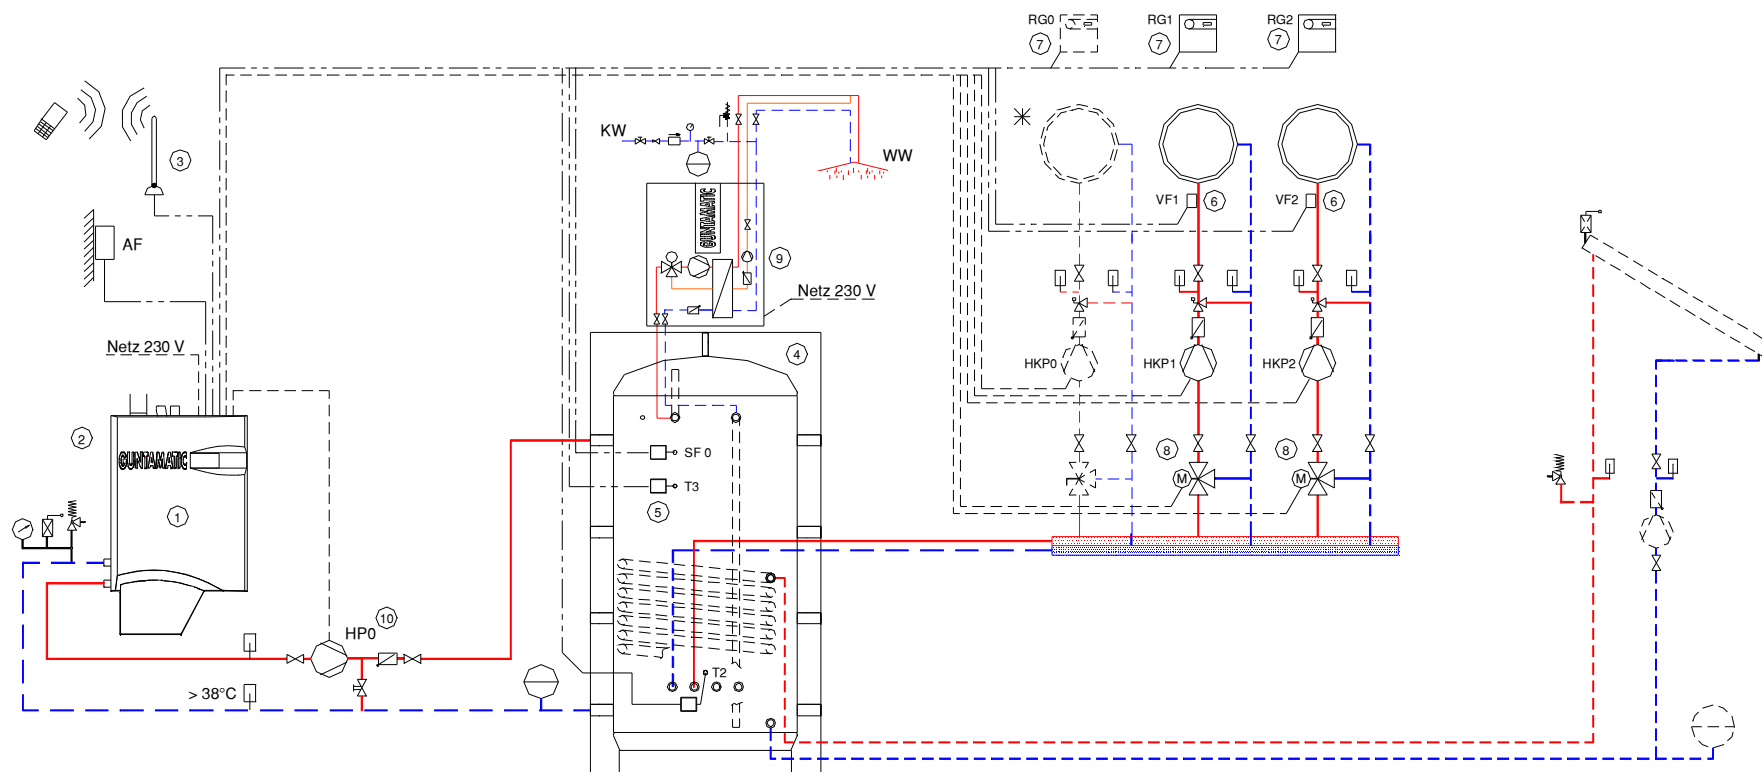 RG0 RG1 RG2
7 7 7
KW
WW
3
VF1 6 VF2 6
AF
GUNTAMATIC
9
Netz 230 V
Netz 230 V
4
HKP0 HKP1 HKP2
2
GUNTAMATIC
SF 0
8 8
T3
M M
5
1
10
HP0
T2
> 38°C